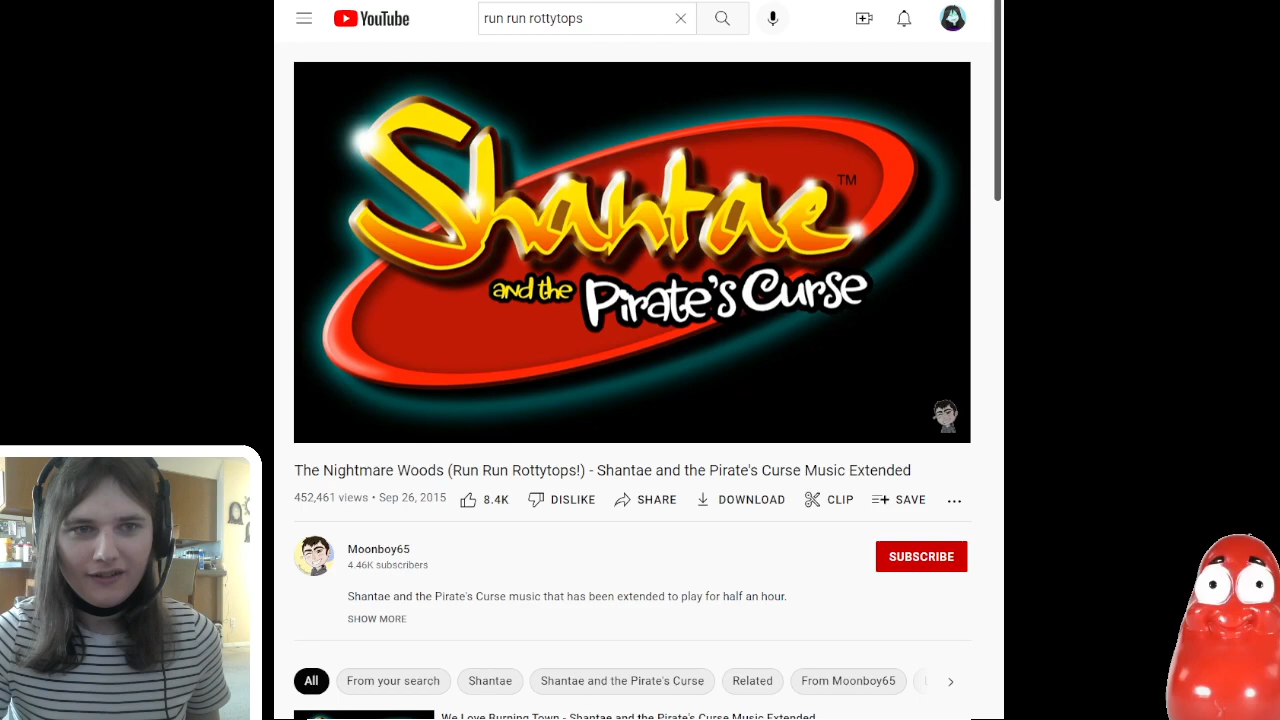 YouTube
run run rottytops
Shantae
TM
and the Pirate's Curse
The Nightmare Woods (Run Run Rottytops!) - Shantae and the Pirate's Curse Music Extended
452,461 views • Sep 26, 2015
8.4K
DISLIKE
SHARE
DOWNLOAD
CLIP
SAVE
Moonboy65
4.46K subscribers
SUBSCRIBE
Shantae and the Pirate's Curse music that has been extended to play for half an hour.
SHOW MORE
All
From your search
Shantae
Shantae and the Pirate's Curse
Related
From Moonboy65
We Love Burning Town - Shantae and the Pirate's Curse Music Extended